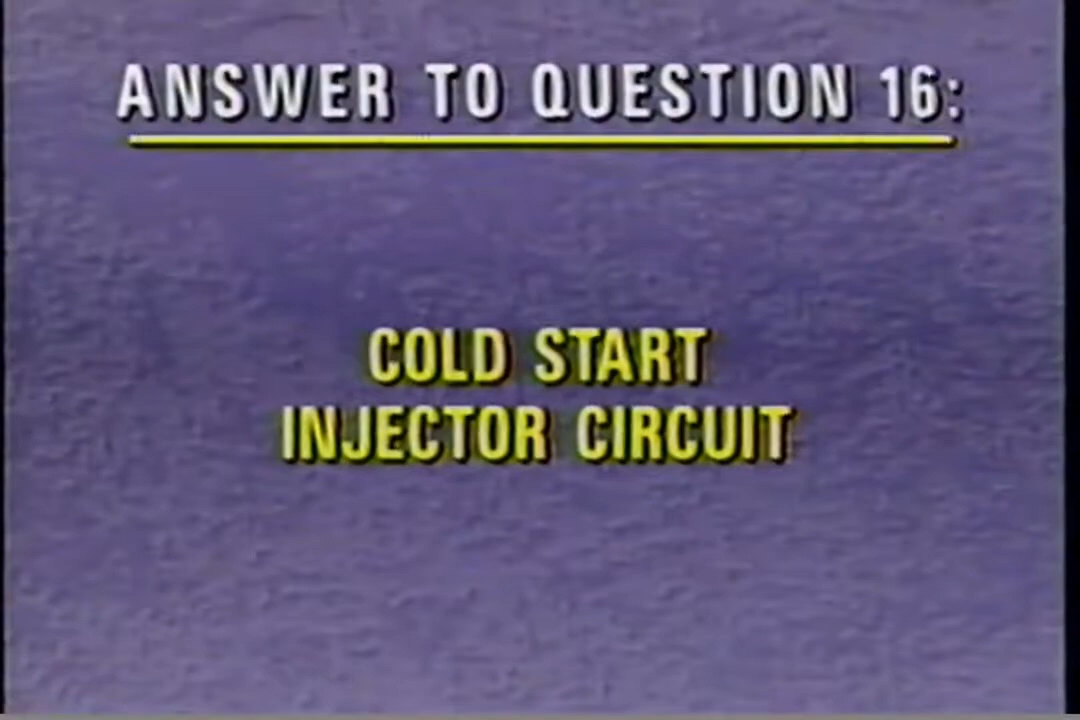 ANSWER TO QUESTION 16:
COLD START
INJECTOR CIRCUIT